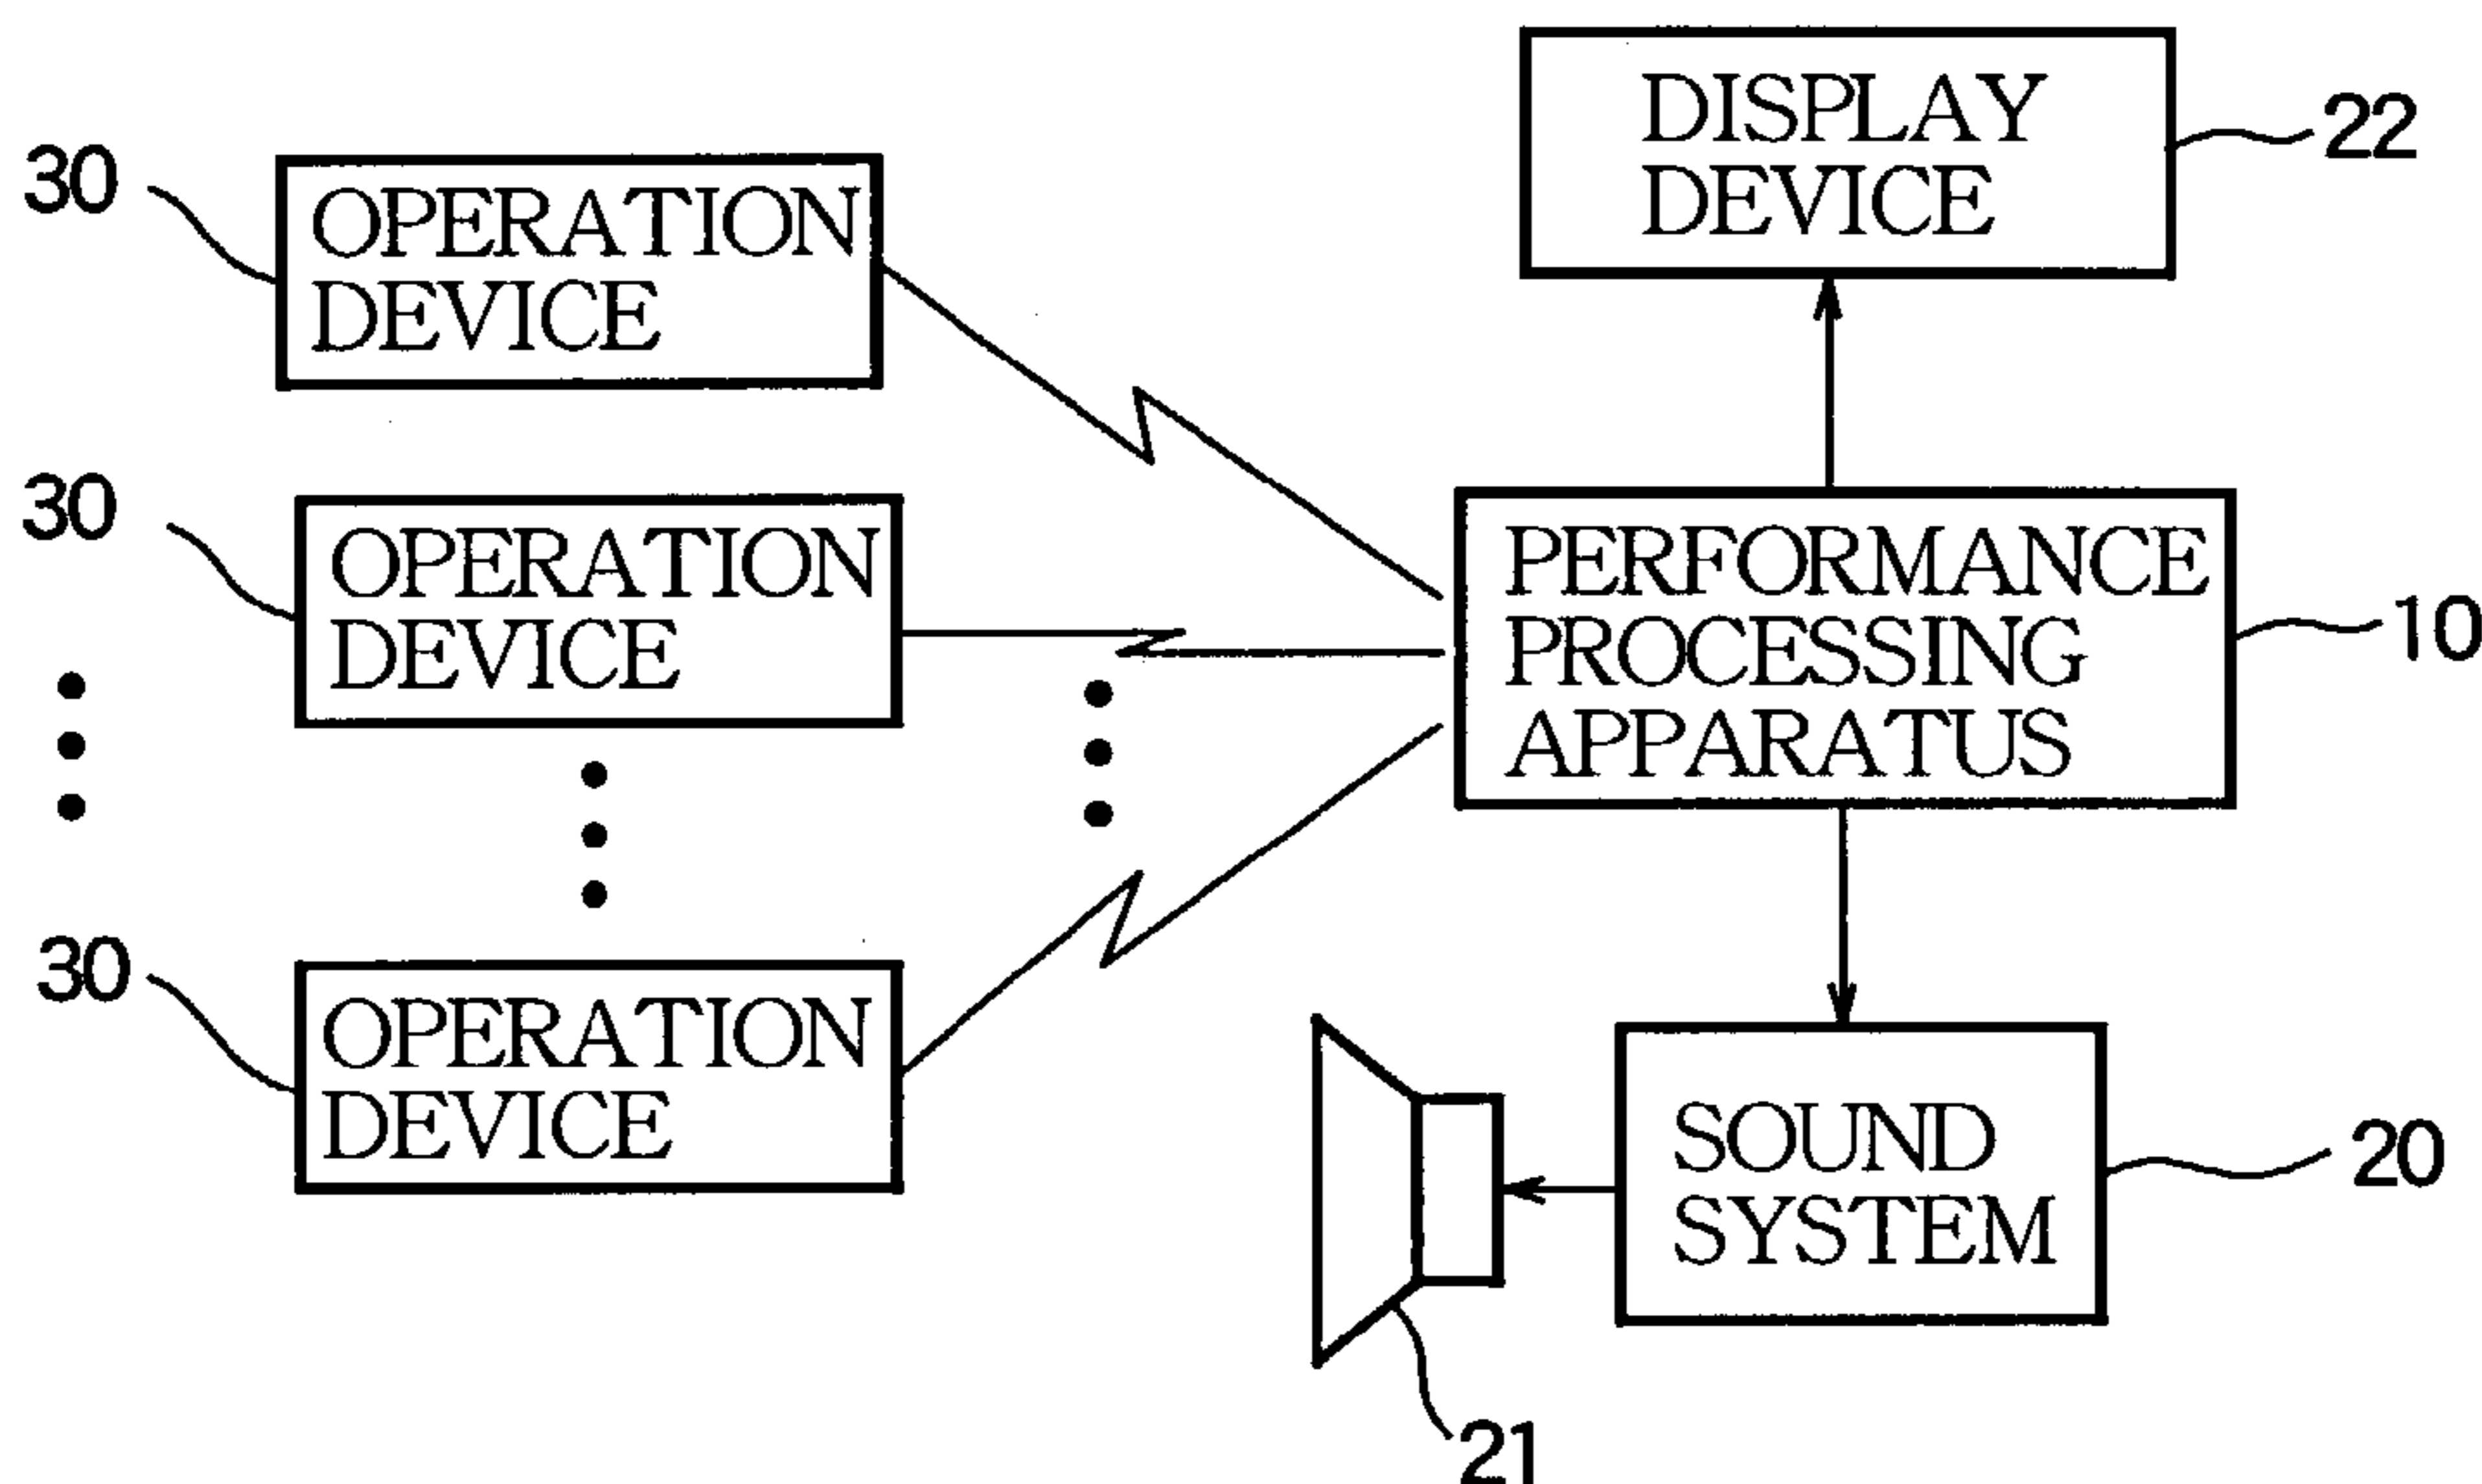 DISPLAY
DEVICE
22
30
OPERATION
DEVICE
30
OPERATION
DEVICE
PERFORMANCE
PROCESSING
APPARATUS
10
30
OPERATION
DEVICE
SOUND
SYSTEM
20
21